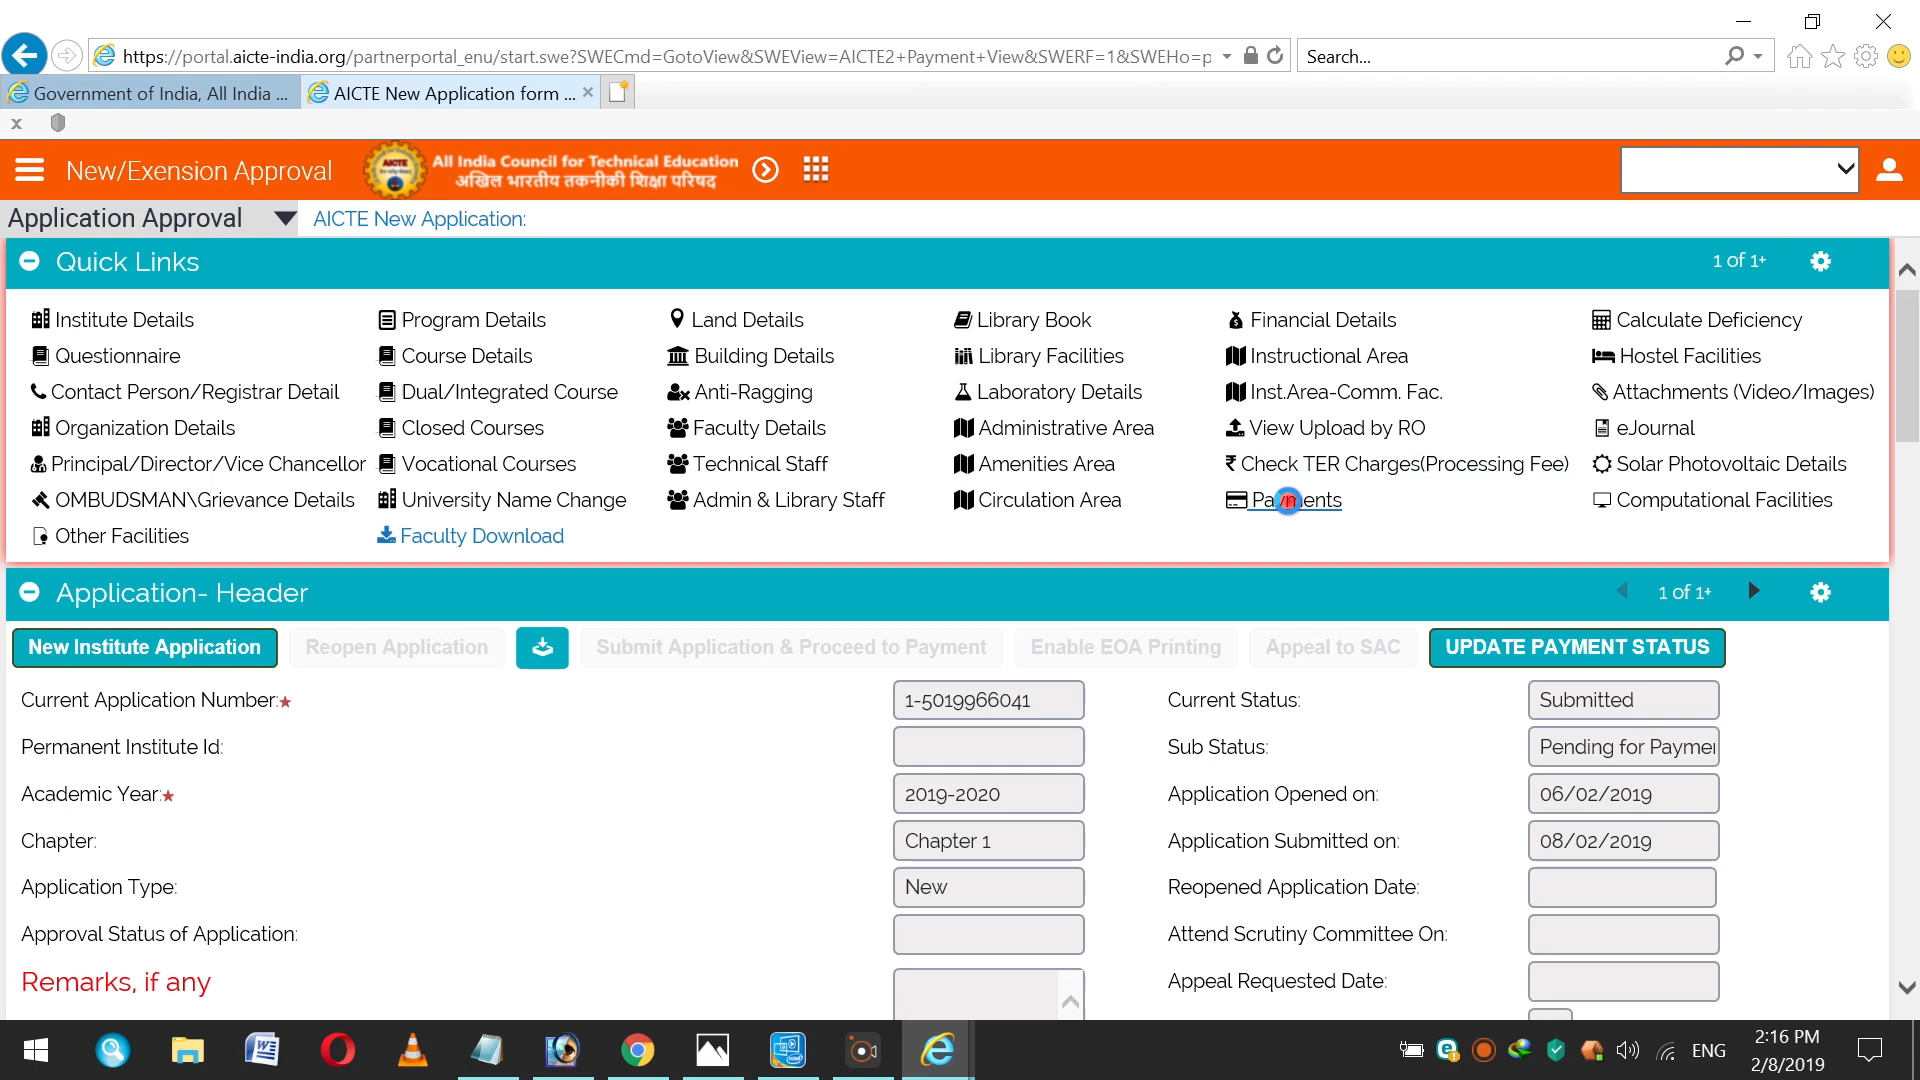 https://portal.aicte-india.org/partnerportal_enu/start.swe?SWECmd=GotoView&SWEView=AICTE2+Payment+View&SWERF=1&SWEHo=p
Search...
Government of India, All India ...
AICTE New Application form ...
x
New/Exension Approval
AICTE
All India Council for Technical Education
अखिल भारतीय तकनीकी शिक्षा परिषद
Application Approval
AICTE New Application:
Quick Links
1 of 1+
Institute Details
Program Details
Land Details
Library Book
Financial Details
Calculate Deficiency
Questionnaire
Course Details
Building Details
Library Facilities
Instructional Area
Hostel Facilities
Contact Person/Registrar Detail
Dual/Integrated Course
Anti-Ragging
Laboratory Details
Inst.Area-Comm. Fac.
Attachments (Video/Images)
Organization Details
Closed Courses
Faculty Details
Administrative Area
View Upload by RO
eJournal
Principal/Director/Vice Chancellor
Vocational Courses
Technical Staff
Amenities Area
₹ Check TER Charges(Processing Fee)
Solar Photovoltaic Details
OMBUDSMAN\Grievance Details
University Name Change
Admin & Library Staff
Circulation Area
Payments
Computational Facilities
Other Facilities
Faculty Download
Application- Header
1 of 1+
New Institute Application
Reopen Application
Submit Application & Proceed to Payment
Enable EOA Printing
Appeal to SAC
UPDATE PAYMENT STATUS
Current Application Number:★
1-5019966041
Current Status:
Submitted
Permanent Institute Id:
Sub Status:
Pending for Paymei
Academic Year:★
2019-2020
Application Opened on:
06/02/2019
Chapter:
Chapter 1
Application Submitted on:
08/02/2019
Application Type:
New
Reopened Application Date:
Approval Status of Application:
Attend Scrutiny Committee On:
Remarks, if any
Appeal Requested Date:
ENG
2:16 PM
2/8/2019